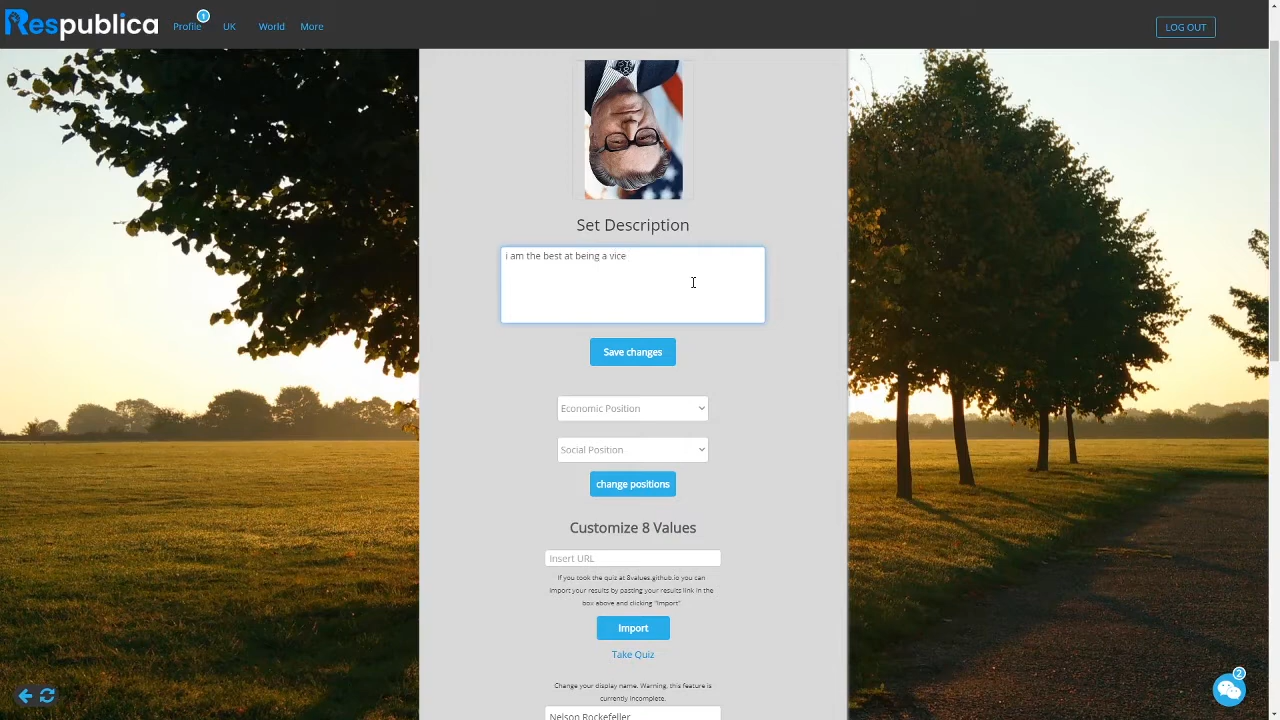 Respublica
Profile 1
UK
World
More
LOG OUT
Set Description
i am the best at being a vice
Save changes
Economic Position
Social Position
change positions
Customize 8 Values
Insert URL
If you took the quiz at 8values.github.io you can
import your results by pasting your results link in the
box above and clicking "Import"
Import
Take Quiz
Change your display name. Warning, this feature is
currently incomplete.
Nelson Rockefeller
2